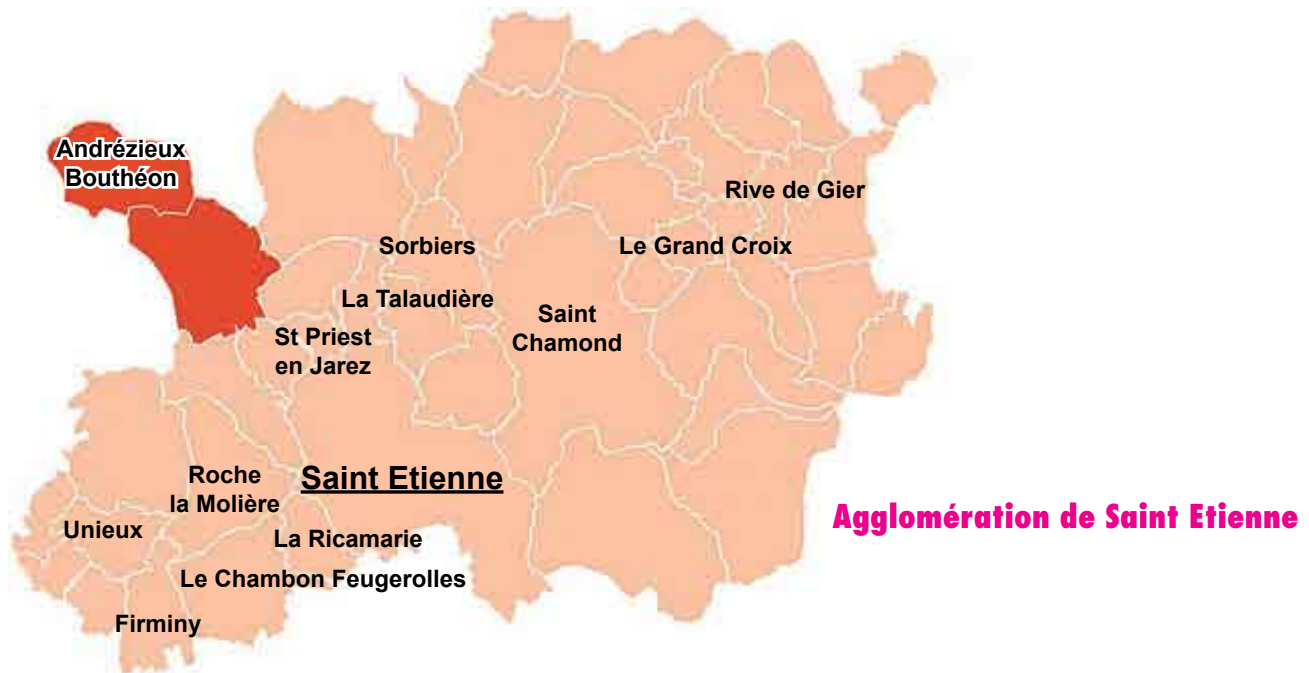 Andrézieux
Bouthéon
Rive de Gier
Sorbiers
Le Grand Croix
La Talaudière
Saint
Chamond
St Priest
en Jarez
Roche
la Molière
Saint Etienne
Unieux
La Ricamarie
Agglomération de Saint Etienne
Le Chambon Feugerolles
Firminy